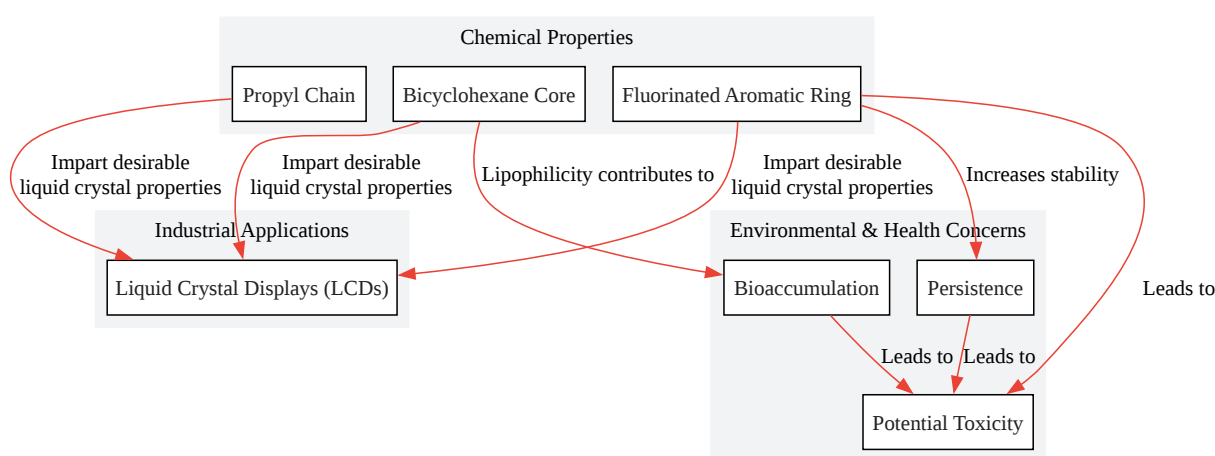 Chemical Properties
Propyl Chain
Bicyclohexane Core
Fluorinated Aromatic Ring
Impart desirable
liquid crystal properties
Impart desirable
liquid crystal properties
Lipophilicity contributes to
Impart desirable
liquid crystal properties
Increases stability
Industrial Applications
Environmental & Health Concerns
Liquid Crystal Displays (LCDs)
Bioaccumulation
Persistence
Leads to
Leads to
Leads to
Potential Toxicity